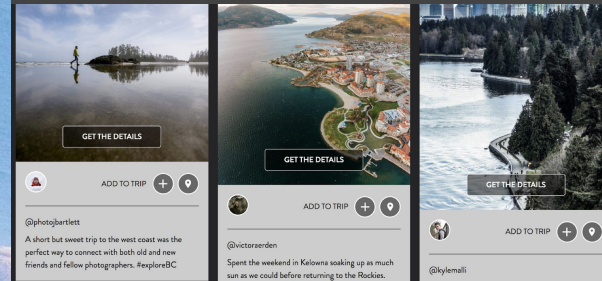 GET THE DETAILS
ADD TO TRIP
@photojbartlett
A short but sweet trip to the west coast was the
perfect way to connect with both old and new
friends and fellow photographers. #exploreBC
GET THE DETAILS
ADD TO TRIP
@victoraerden
Spent the weekend in Kelowna soaking up as much
sun as we could before returning to the Rockies.
GET THE DETAILS
ADD TO TRIP
@kylemalli